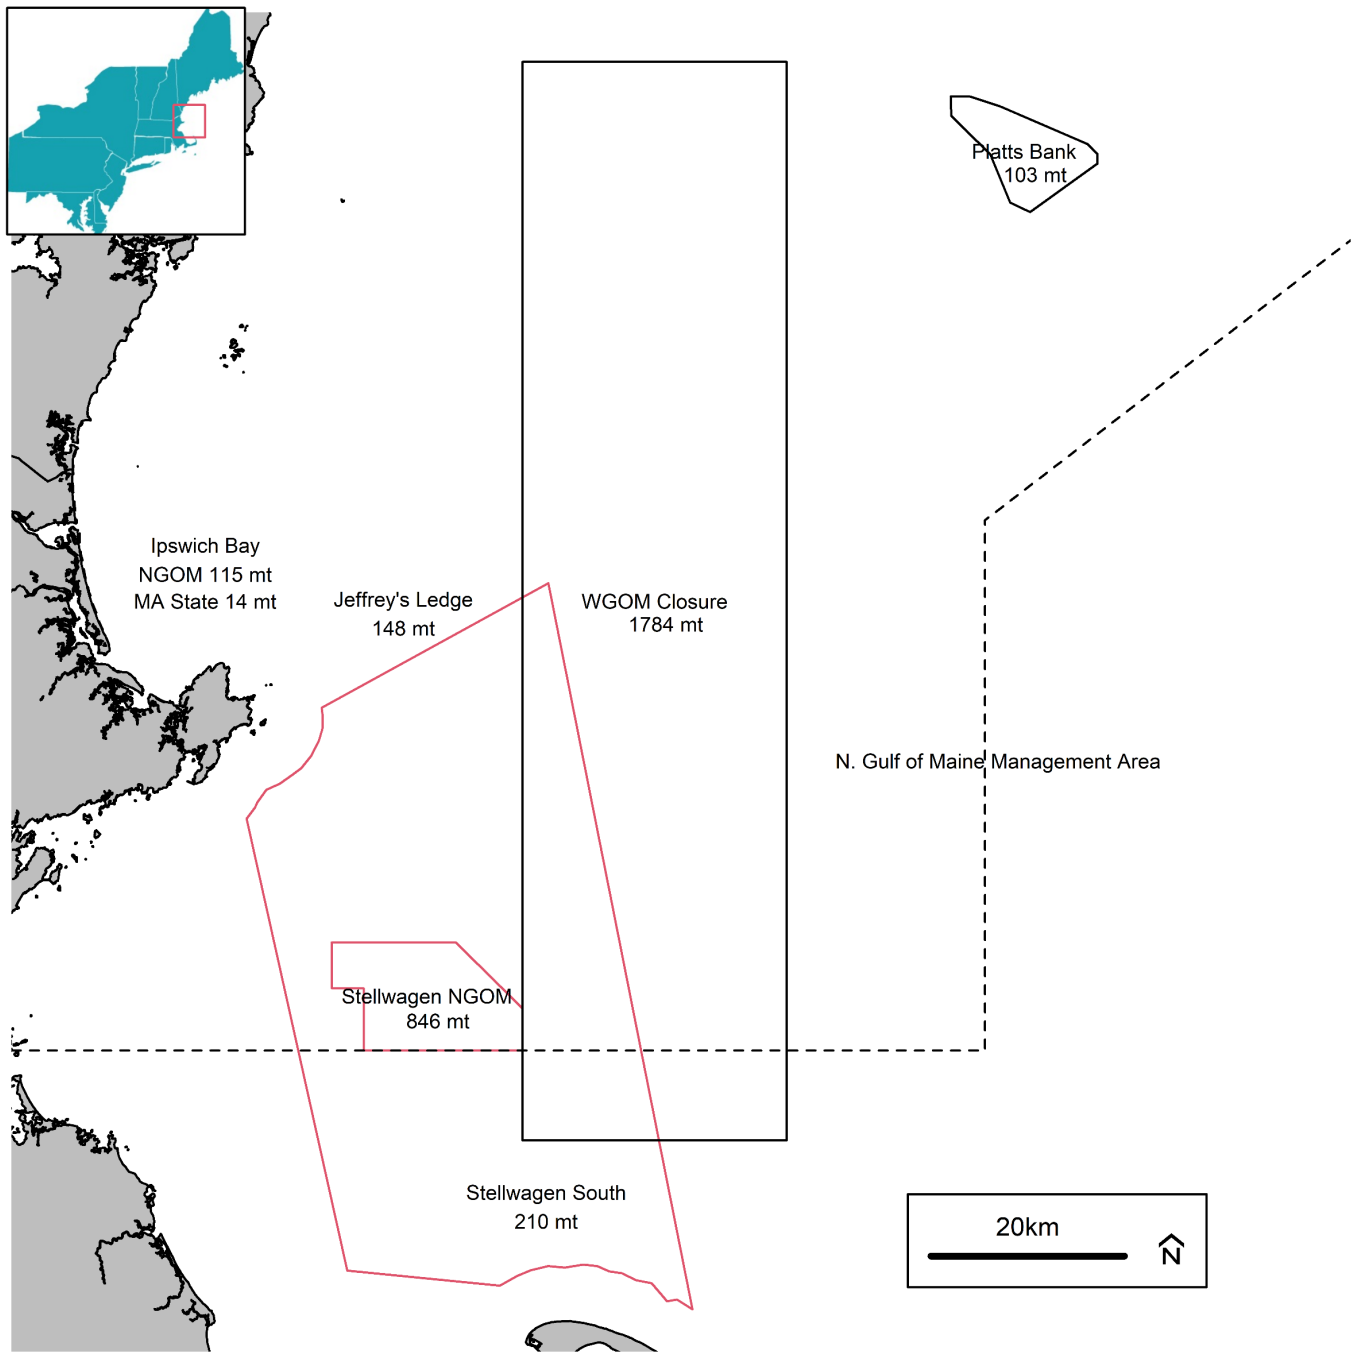 Platts Bank
103 mt
Ipswich Bay
NGOM 115 mt
MA State 14 mt
Jeffrey's Ledge
148 mt
WGOM Closure
1784 mt
N. Gulf of Maine Management Area
Stellwagen NGOM
846 mt
Stellwagen South
210 mt
20km
N